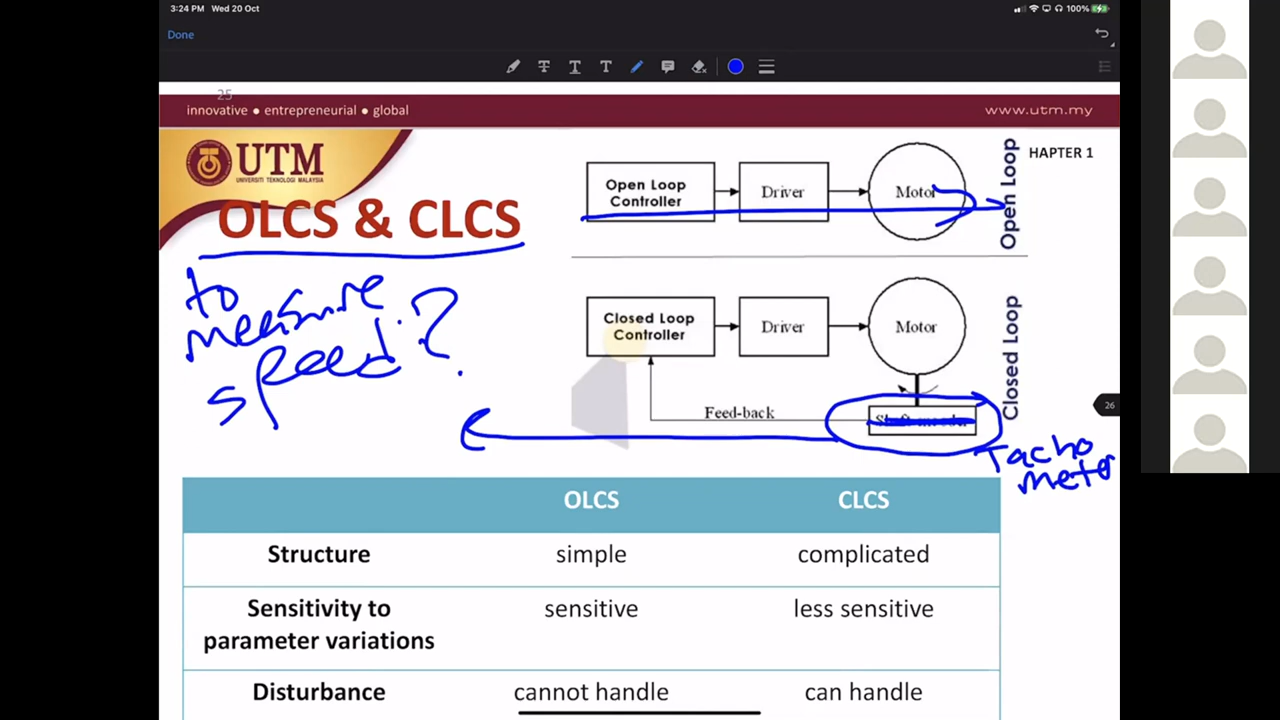 3:24 PM Wed 20 Oct
100%
Done
25
innovative ● entrepreneurial ● global
www.utm.my
UTM
UNIVERSITI TEKNOLOGI MALAYSIA
HAPTER 1
OLCS & CLCS
Open Loop
Controller
Driver
Motor
Open Loop
to
measure
speed?
Closed Loop
Controller
Driver
Motor
Closed Loop
Feed-back
26
Tacho
meter
OLCS CLCS
Structure simple complicated
Sensitivity to
parameter variations sensitive less sensitive
Disturbance cannot handle can handle